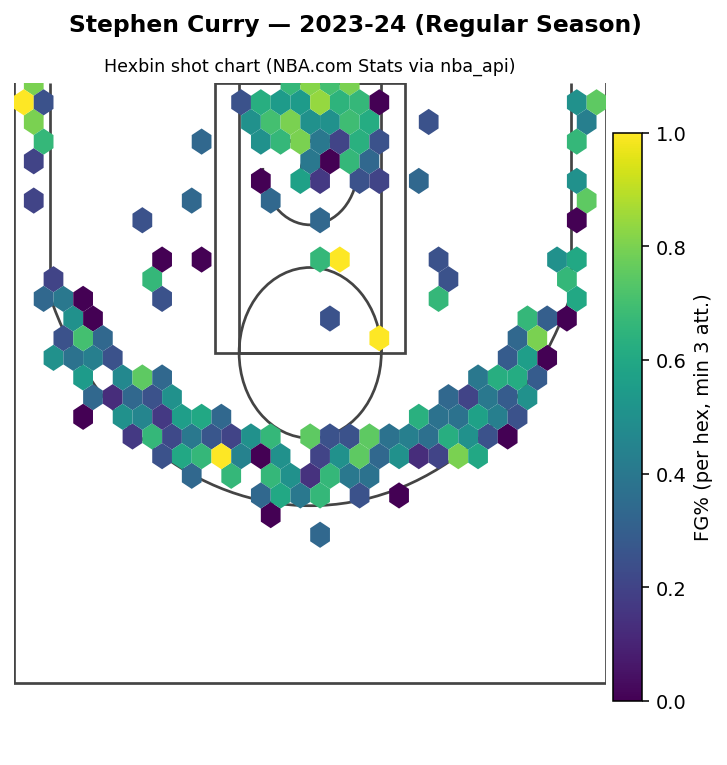 Stephen Curry — 2023-24 (Regular Season)
Hexbin shot chart (NBA.com Stats via nba_api)
1.0
0.8
0.6
0.4
0.2
0.0
FG% (per hex, min 3 att.)